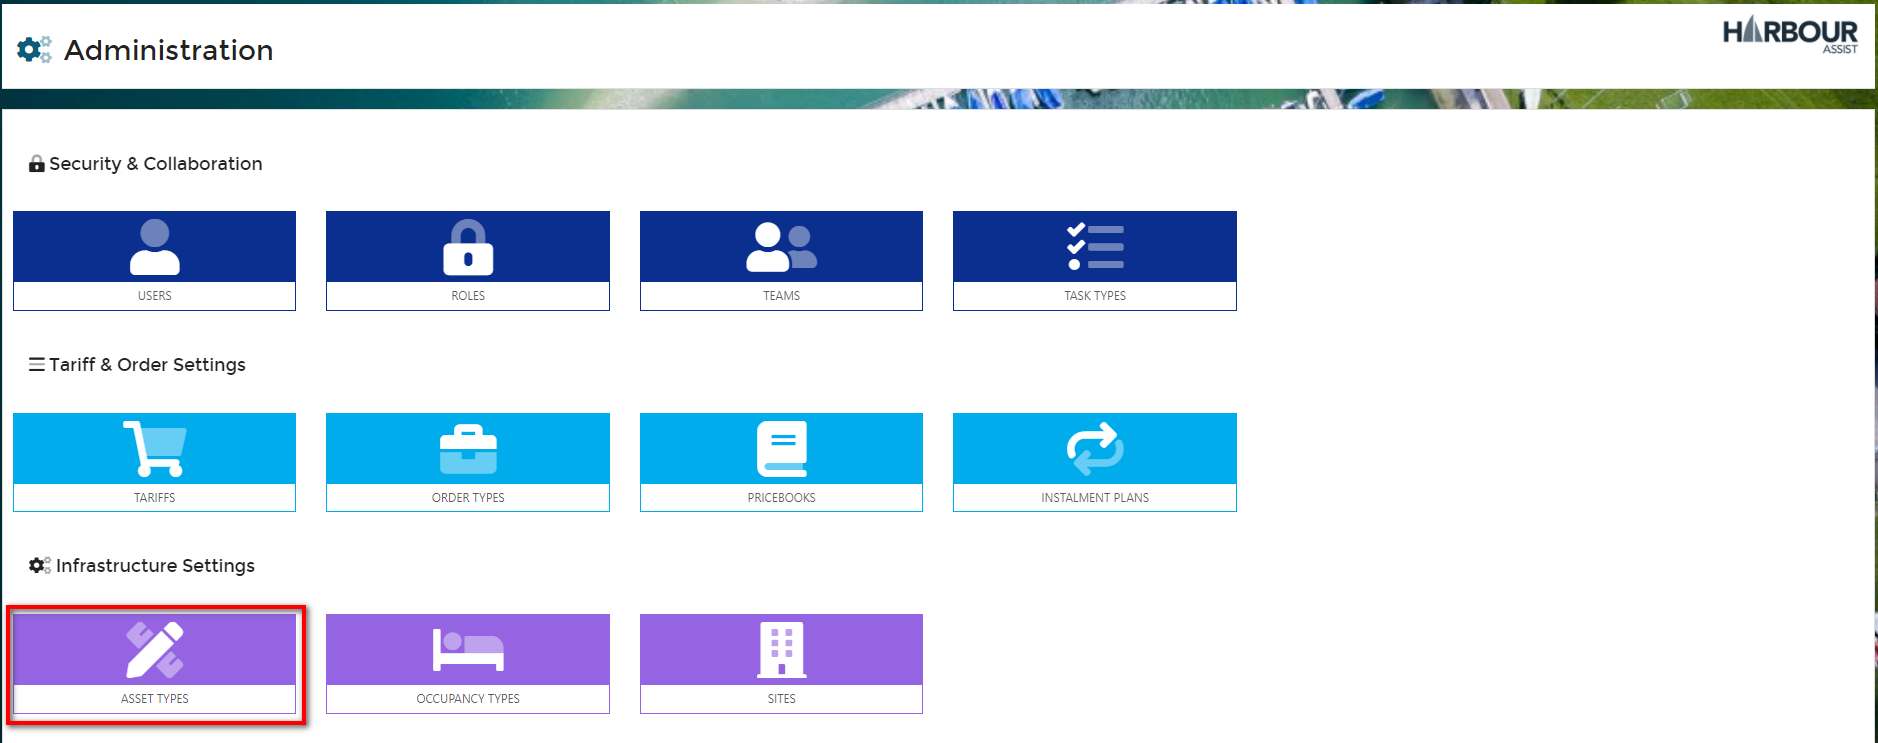 Administration
HARBOUR
ASSIST
Security & Collaboration
USERS
ROLES
TEAMS
TASK TYPES
Tariff & Order Settings
TARIFFS
ORDER TYPES
PRICEBOOKS
INSTALMENT PLANS
Infrastructure Settings
ASSET TYPES
OCCUPANCY TYPES
SITES